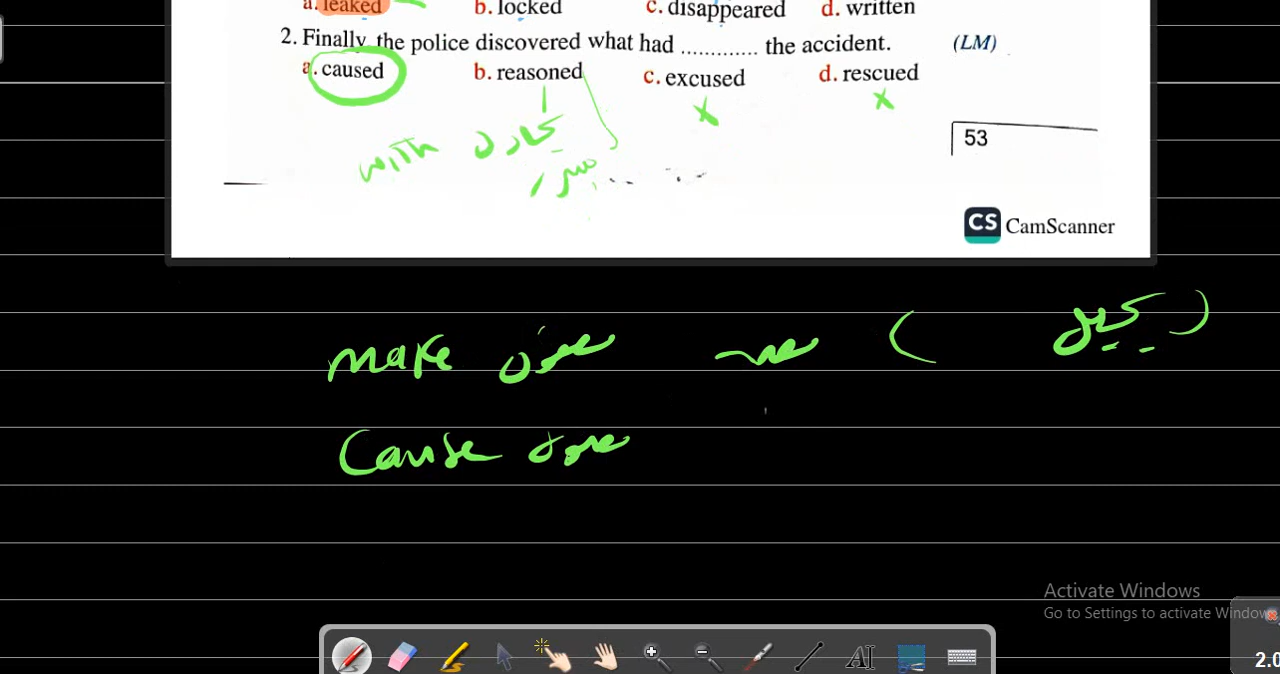 a. leaked b. locked c. disappeared d. written
2. Finally, the police discovered what had ............. the accident. (LM)
a. caused b. reasoned c. excused d. rescued
with
53
CS CamScanner
make
Cause
Activate Windows
Go to Settings to activate Windows
AI
2.0